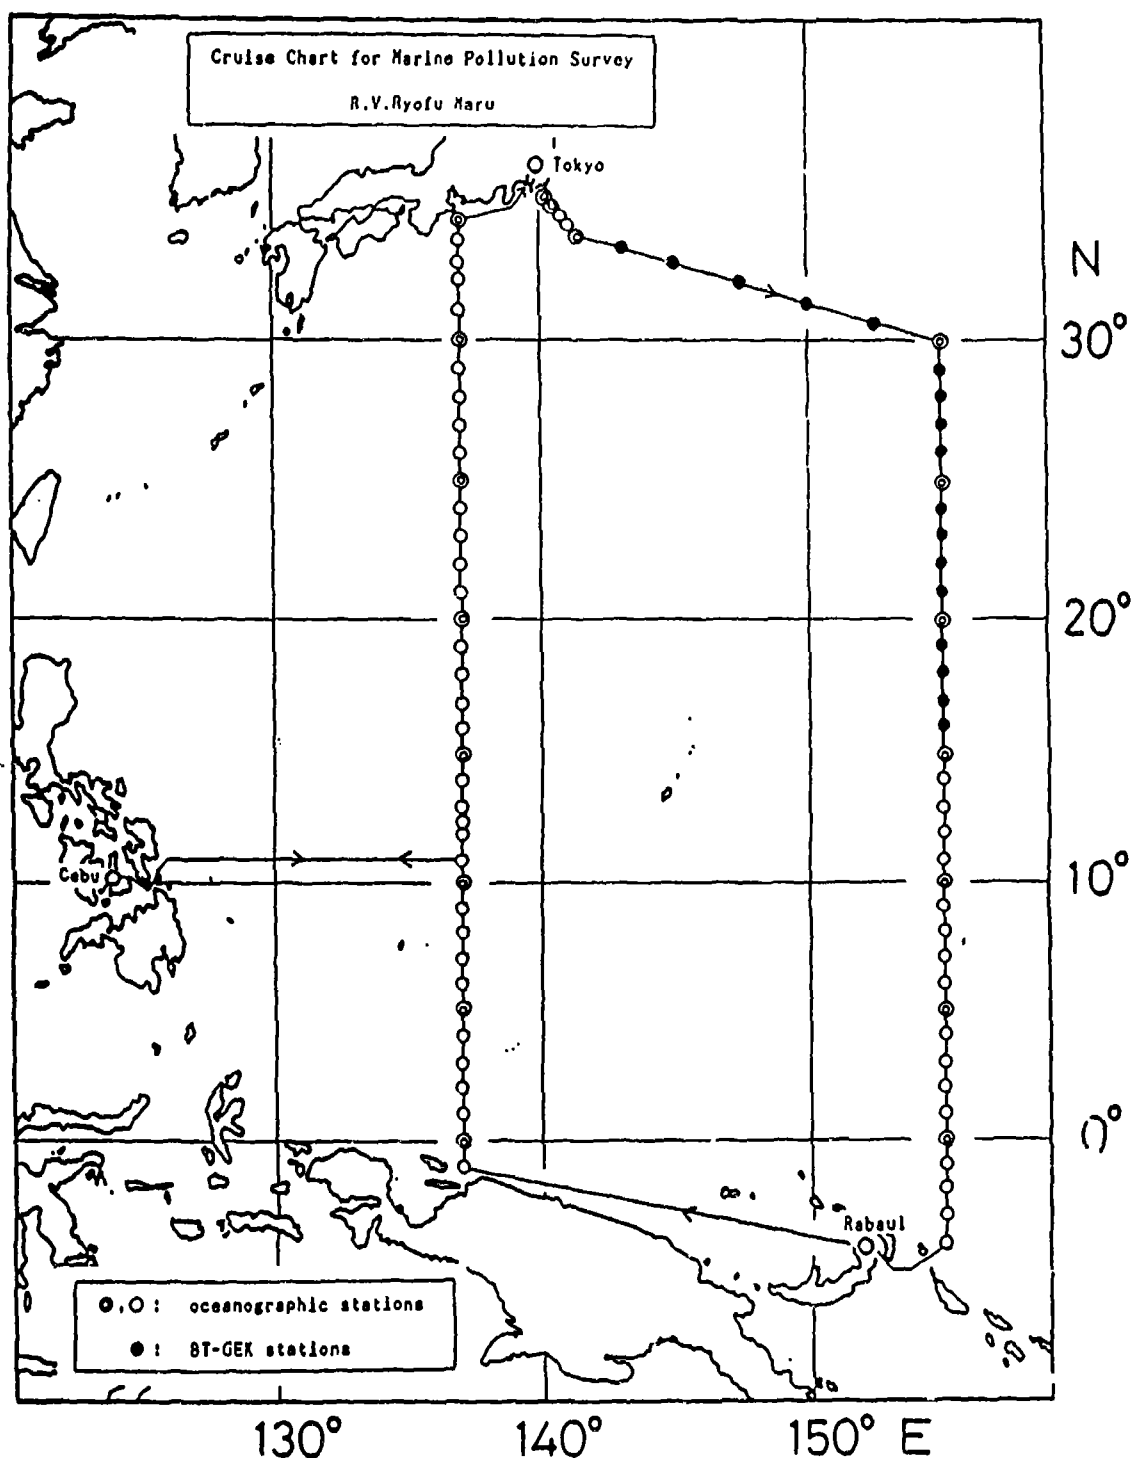 Cruise Chart for Marine Pollution Survey
R.V.Ryofu Maru
Tokyo
N
30°
20°
Cebu
10°
0°
Rabaul
◎,○: oceanographic stations
●: BT-GEK stations
130° 140° 150° E